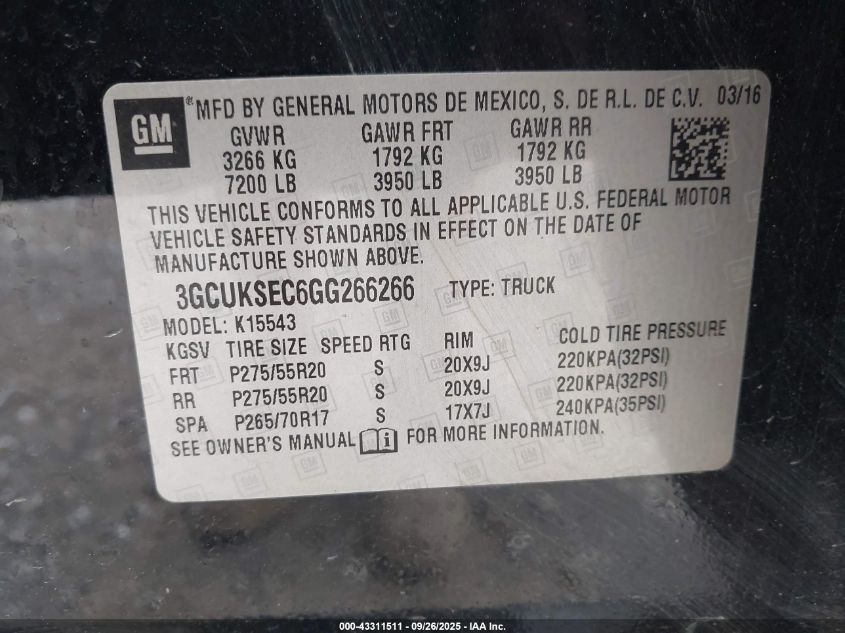 GM
® MFD BY GENERAL MOTORS DE MEXICO, S. DE R.L. DE C.V. 03/16
GVWR GAWR FRT GAWR RR
3266 KG 1792 KG 1792 KG
7200 LB 3950 LB 3950 LB
THIS VEHICLE CONFORMS TO ALL APPLICABLE U.S. FEDERAL MOTOR
VEHICLE SAFETY STANDARDS IN EFFECT ON THE DATE OF
MANUFACTURE SHOWN ABOVE.
3GCUKSEC6GG266266 TYPE: TRUCK
MODEL: K15543
KGSV TIRE SIZE SPEED RTG RIM COLD TIRE PRESSURE
FRT P275/55R20 S 20X9J 220KPA(32PSI)
RR P275/55R20 S 20X9J 220KPA(32PSI)
SPA P265/70R17 S 17X7J 240KPA(35PSI)
SEE OWNER'S MANUAL i FOR MORE INFORMATION.
000-43311511 - 09/26/2025 - IAA Inc.